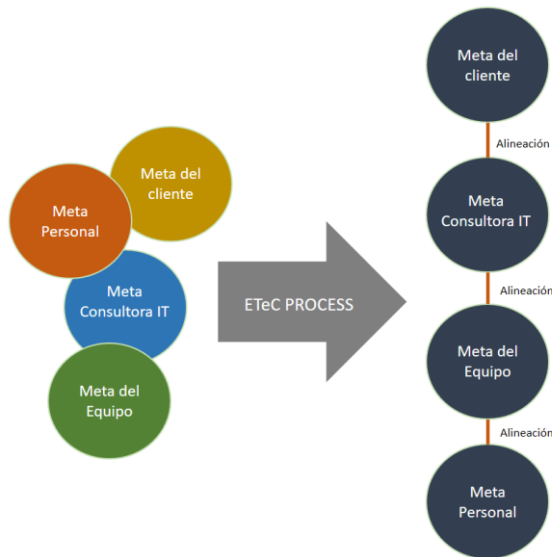 Meta del
cliente
Meta
Personal
Meta
Consultora IT
Meta del
Equipo
ETeC PROCESS
Meta del
cliente
Alineación
Meta
Consultora IT
Alineación
Meta del
Equipo
Alineación
Meta
Personal